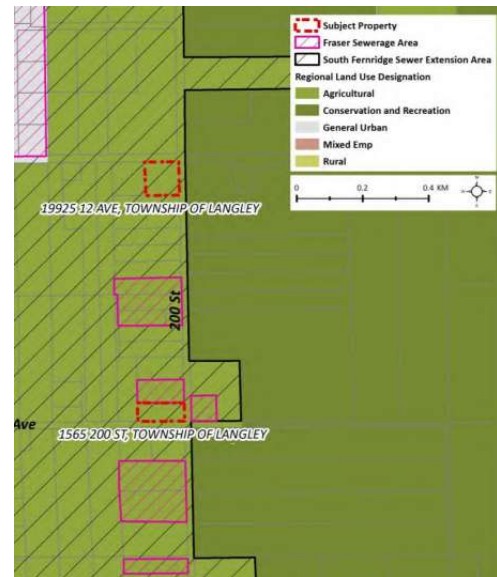 Subject Property
Fraser Sewerage Area
South Fernridge Sewer Extension Area
Regional Land Use Designation
Agricultural
Conservation and Recreation
General Urban
Mixed Emp
Rural
0 0.2 0.4 KM
19925 12 AVE, TOWNSHIP OF LANGLEY
200 St
Ave
1565 200 ST, TOWNSHIP OF LANGLEY